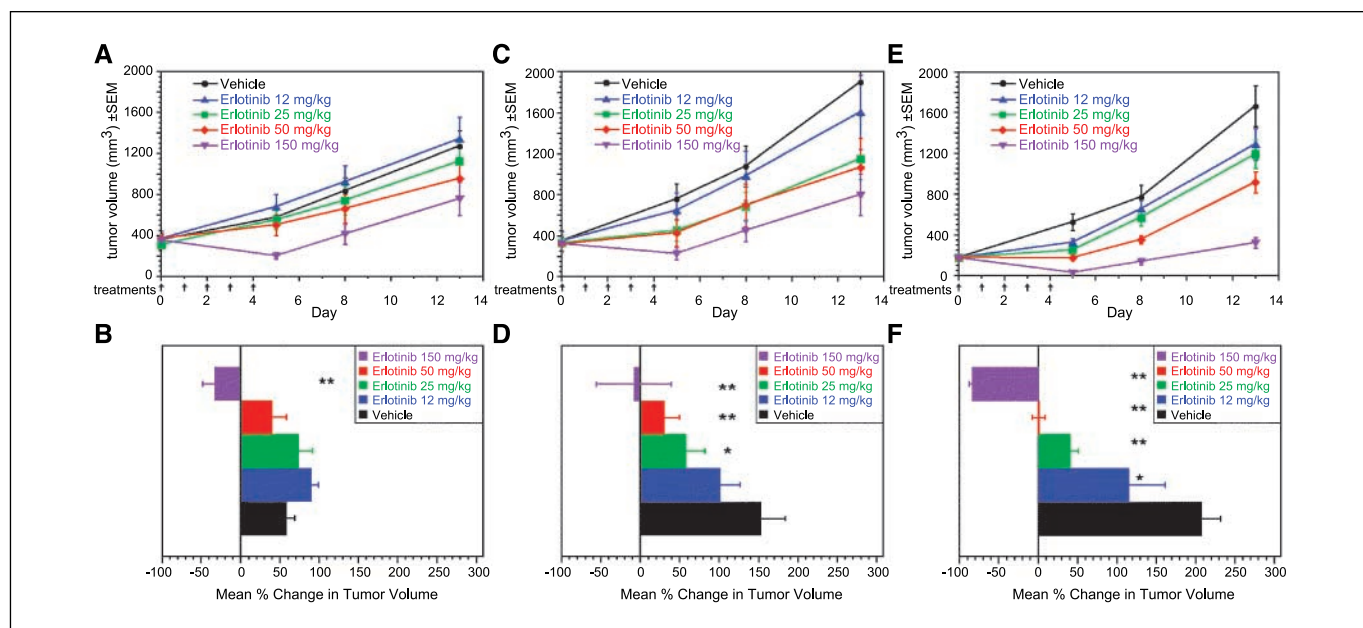 A
tumor volume (mm³) ±SEM
2000
1600
1200
800
400
0
Vehicle
Erlotinib 12 mg/kg
Erlotinib 25 mg/kg
Erlotinib 50 mg/kg
Erlotinib 150 mg/kg
treatments
0 2 4 6 8 10 12 14
Day
C
tumor volume (mm³) ±SEM
2000
1600
1200
800
400
0
Vehicle
Erlotinib 12 mg/kg
Erlotinib 25 mg/kg
Erlotinib 50 mg/kg
Erlotinib 150 mg/kg
treatments
0 2 4 6 8 10 12 14
Day
E
tumor volume (mm³) ±SEM
2000
1600
1200
800
400
0
Vehicle
Erlotinib 12 mg/kg
Erlotinib 25 mg/kg
Erlotinib 50 mg/kg
Erlotinib 150 mg/kg
treatments
0 2 4 6 8 10 12 14
Day
B
Erlotinib 150 mg/kg
Erlotinib 50 mg/kg
Erlotinib 25 mg/kg
Erlotinib 12 mg/kg
Vehicle
**
-100 -50 0 50 100 150 200 250 300
Mean % Change in Tumor Volume
D
Erlotinib 150 mg/kg
Erlotinib 50 mg/kg
Erlotinib 25 mg/kg
Erlotinib 12 mg/kg
Vehicle
**
**
*
-100 -50 0 50 100 150 200 250 300
Mean % Change in Tumor Volume
F
Erlotinib 150 mg/kg
Erlotinib 50 mg/kg
Erlotinib 25 mg/kg
Erlotinib 12 mg/kg
Vehicle
**
**
**
*
-100 -50 0 50 100 150 200 250 300
Mean % Change in Tumor Volume